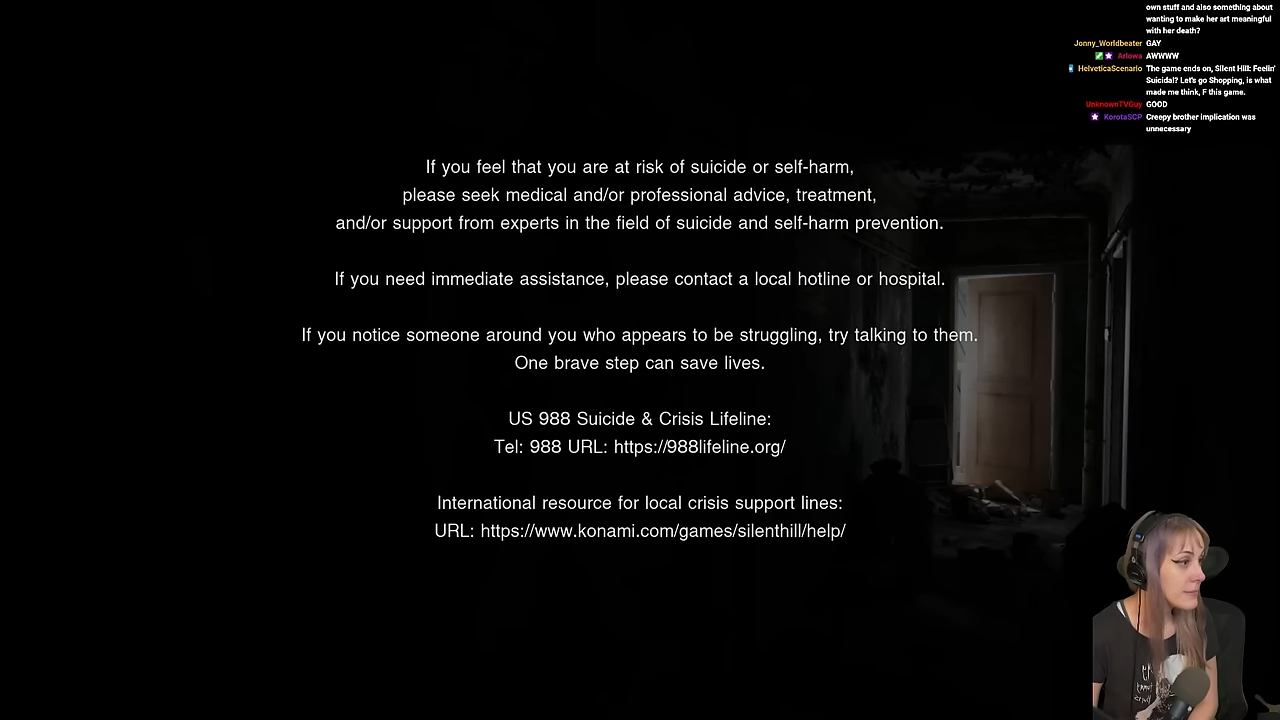 own stuff and also something about
wanting to make her art meaningful
with her death?
Jonny_Worldbeater GAY
Arlowa AWWWW
HelveticaScenario The game ends on, Silent Hill: Feelin'
Suicidal? Let's go Shopping, is what
made me think, F this game.
UnknownTVGuy GOOD
KorotaSCP Creepy brother implication was
unnecessary
If you feel that you are at risk of suicide or self-harm,
please seek medical and/or professional advice, treatment,
and/or support from experts in the field of suicide and self-harm prevention.
If you need immediate assistance, please contact a local hotline or hospital.
If you notice someone around you who appears to be struggling, try talking to them.
One brave step can save lives.
US 988 Suicide & Crisis Lifeline:
Tel: 988 URL: https://988lifeline.org/
International resource for local crisis support lines:
URL: https://www.konami.com/games/silenthill/help/